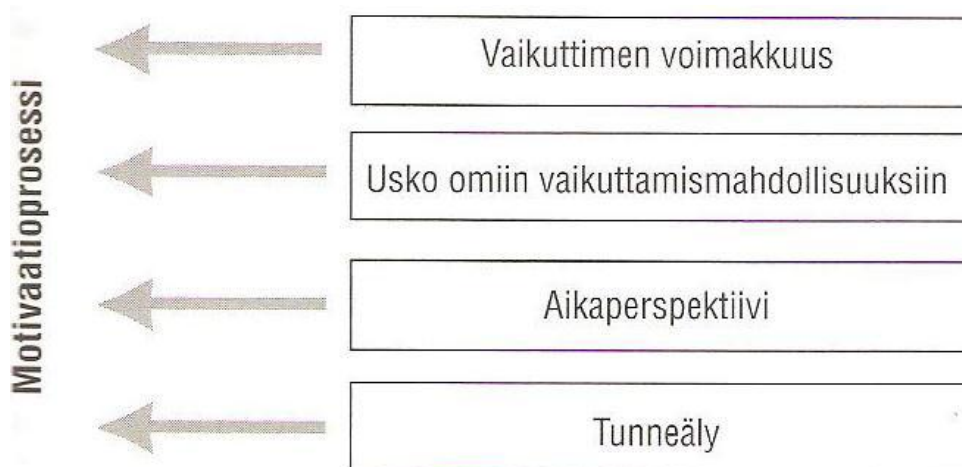 Motivaatioprosessi
Vaikuttimen voimakkuus
Usko omiin vaikuttamismahdollisuuksiin
Aikaperspektiivi
Tunneäly